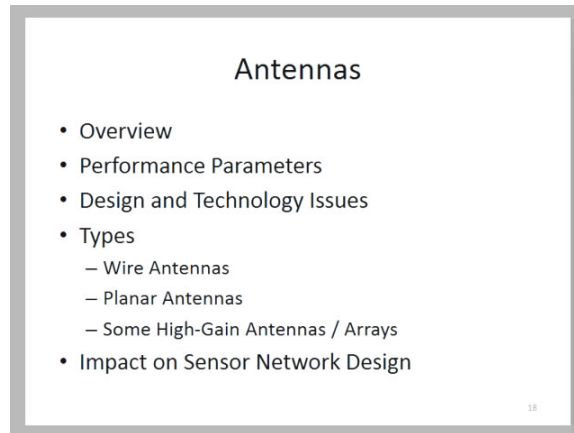 Antennas
• Overview
• Performance Parameters
• Design and Technology Issues
• Types
– Wire Antennas
– Planar Antennas
– Some High-Gain Antennas / Arrays
• Impact on Sensor Network Design
18